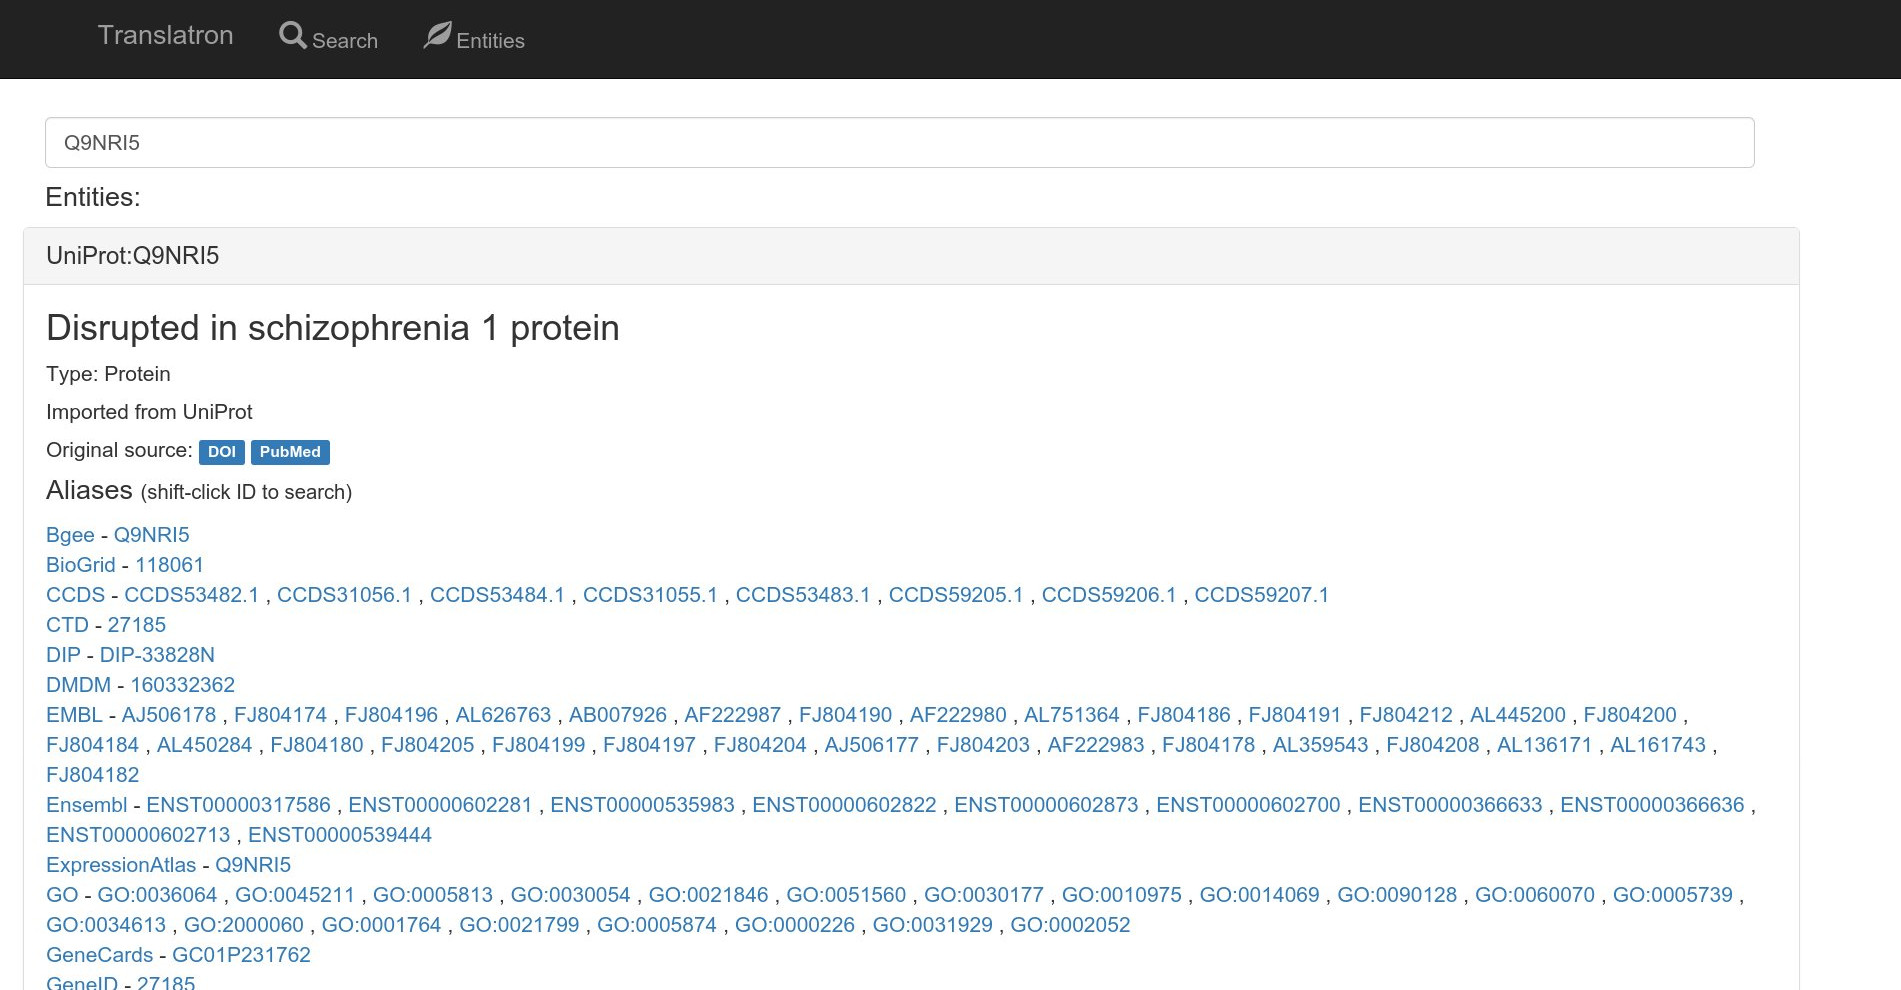 Translatron Search Entities
Q9NRI5
Entities:
UniProt:Q9NRI5
Disrupted in schizophrenia 1 protein
Type: Protein
Imported from UniProt
Original source: DOI PubMed
Aliases (shift-click ID to search)
Bgee - Q9NRI5
BioGrid - 118061
CCDS - CCDS53482.1 , CCDS31056.1 , CCDS53484.1 , CCDS31055.1 , CCDS53483.1 , CCDS59205.1 , CCDS59206.1 , CCDS59207.1
CTD - 27185
DIP - DIP-33828N
DMDM - 160332362
EMBL - AJ506178 , FJ804174 , FJ804196 , AL626763 , AB007926 , AF222987 , FJ804190 , AF222980 , AL751364 , FJ804186 , FJ804191 , FJ804212 , AL445200 , FJ804200 ,
FJ804184 , AL450284 , FJ804180 , FJ804205 , FJ804199 , FJ804197 , FJ804204 , AJ506177 , FJ804203 , AF222983 , FJ804178 , AL359543 , FJ804208 , AL136171 , AL161743 ,
FJ804182
Ensembl - ENST00000317586 , ENST00000602281 , ENST00000535983 , ENST00000602822 , ENST00000602873 , ENST00000602700 , ENST00000366633 , ENST00000366636 ,
ENST00000602713 , ENST00000539444
ExpressionAtlas - Q9NRI5
GO - GO:0036064 , GO:0045211 , GO:0005813 , GO:0030054 , GO:0021846 , GO:0051560 , GO:0030177 , GO:0010975 , GO:0014069 , GO:0090128 , GO:0060070 , GO:0005739 ,
GO:0034613 , GO:2000060 , GO:0001764 , GO:0021799 , GO:0005874 , GO:0000226 , GO:0031929 , GO:0002052
GeneCards - GC01P231762
GeneID - 27185